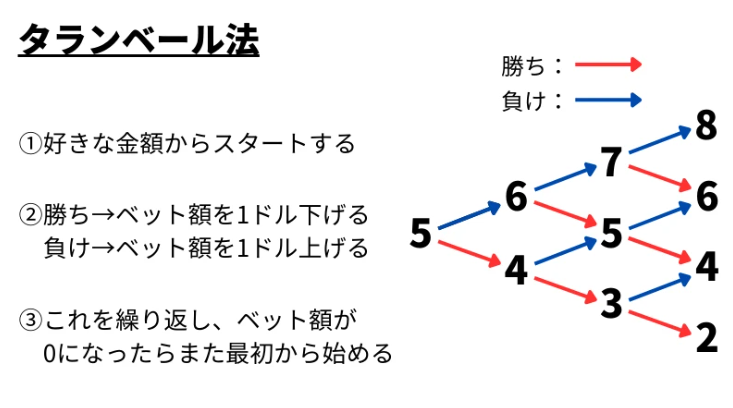 タランベール法
勝ち：
負け：
①好きな金額からスタートする
②勝ち→ベット額を1ドル下げる
負け→ベット額を1ドル上げる
③これを繰り返し、ベット額が
0になったらまた最初から始める
8
7
6
6
5
5
4
4
3
2